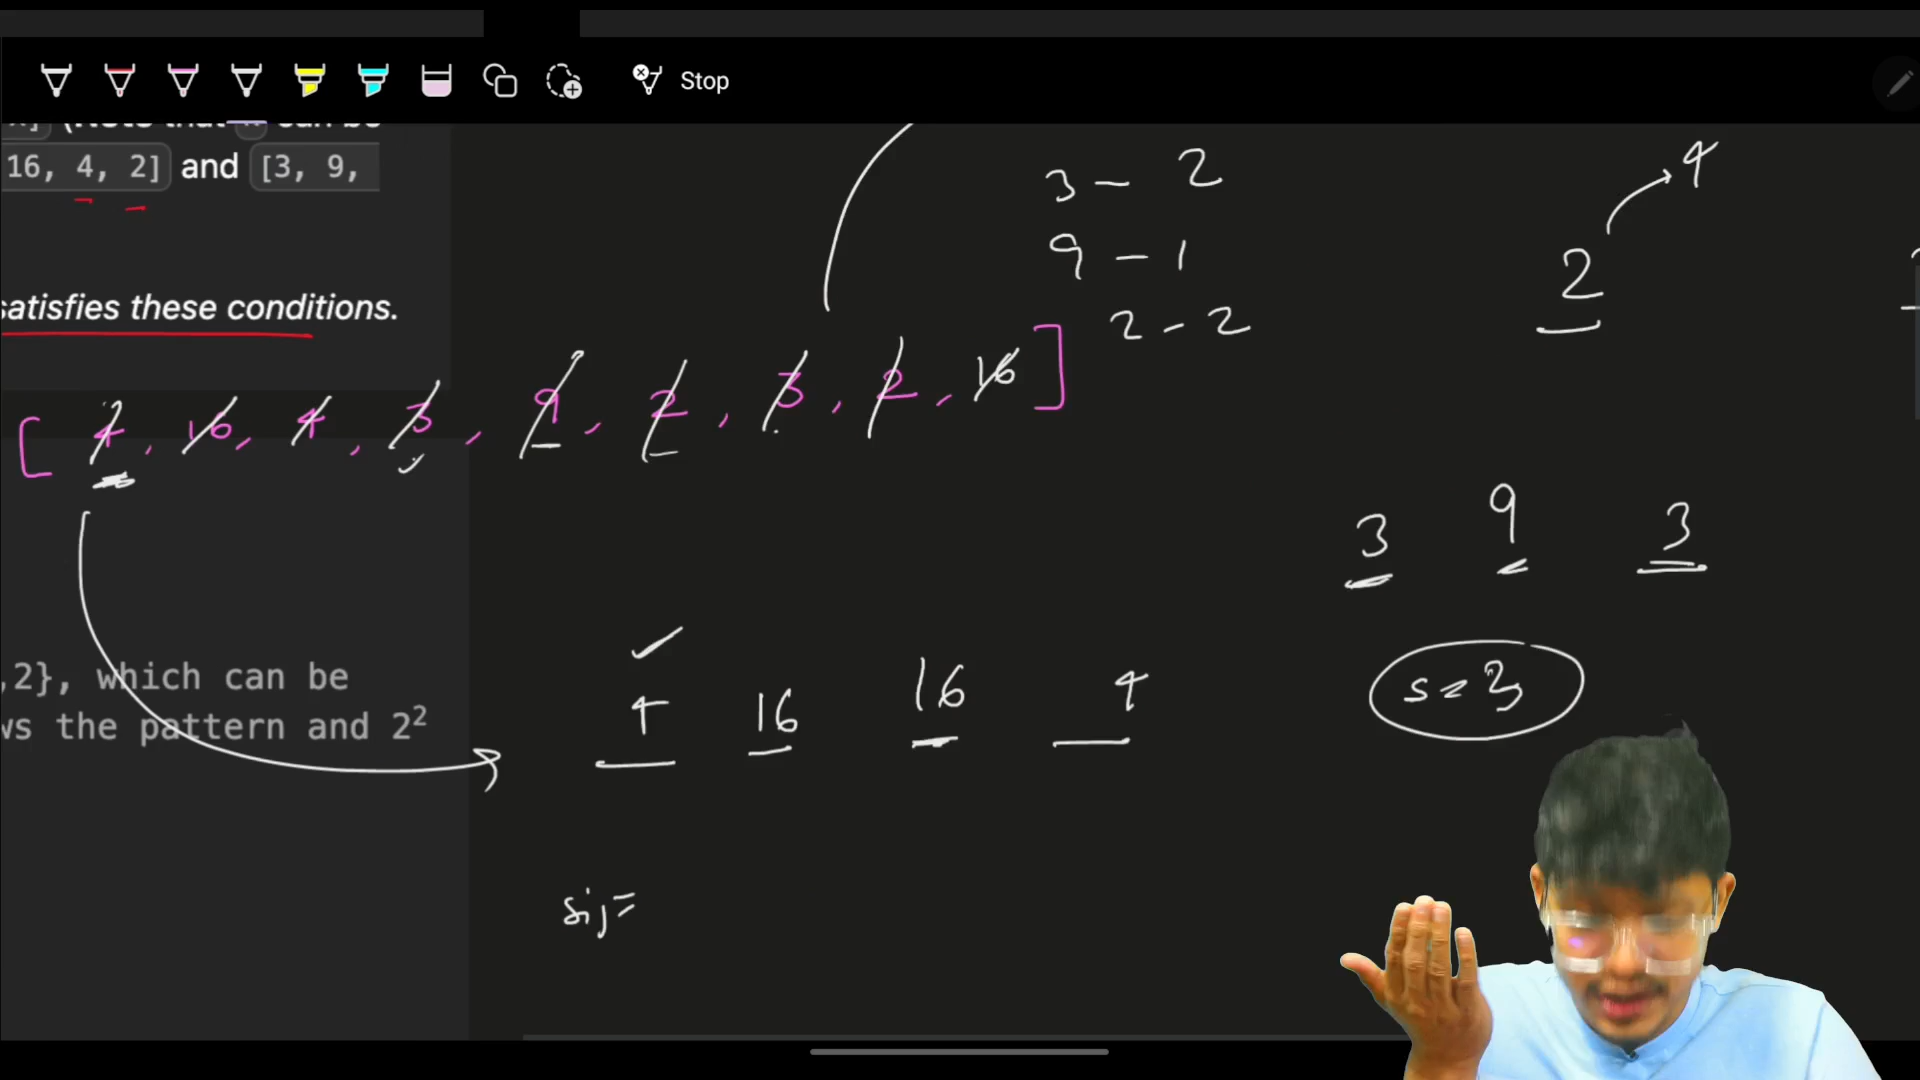 Stop
can be
16, 4, 2] and [3, 9,
satisfies these conditions.
3 - 2
9 - 1
2 - 2
4
2
[ 4, 16, 4, 3, 9, 2, 3, 2, 16 ]
3 9 3
4 16 16 4
s = 3
,2}, which can be
ws the pattern and 2²